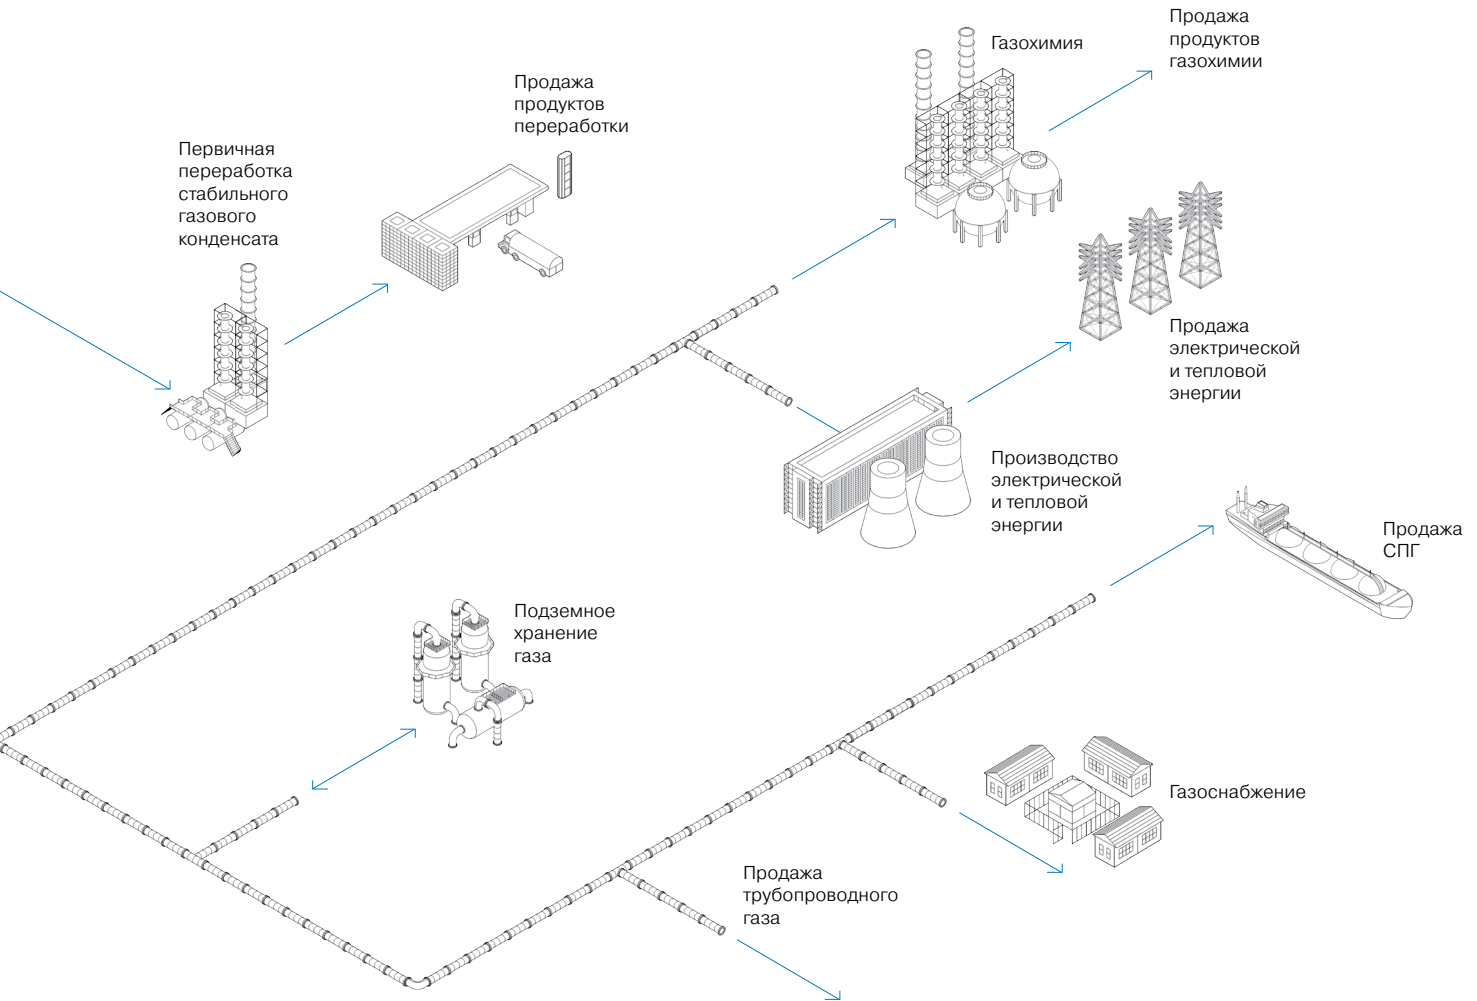 Продажа
продуктов
газохимии
Газохимия
Продажа
продуктов
переработки
Первичная
переработка
стабильного
газового
конденсата
Продажа
электрической
и тепловой
энергии
Производство
электрической
и тепловой
энергии
Продажа
СПГ
Подземное
хранение
газа
Газоснабжение
Продажа
трубопроводного
газа